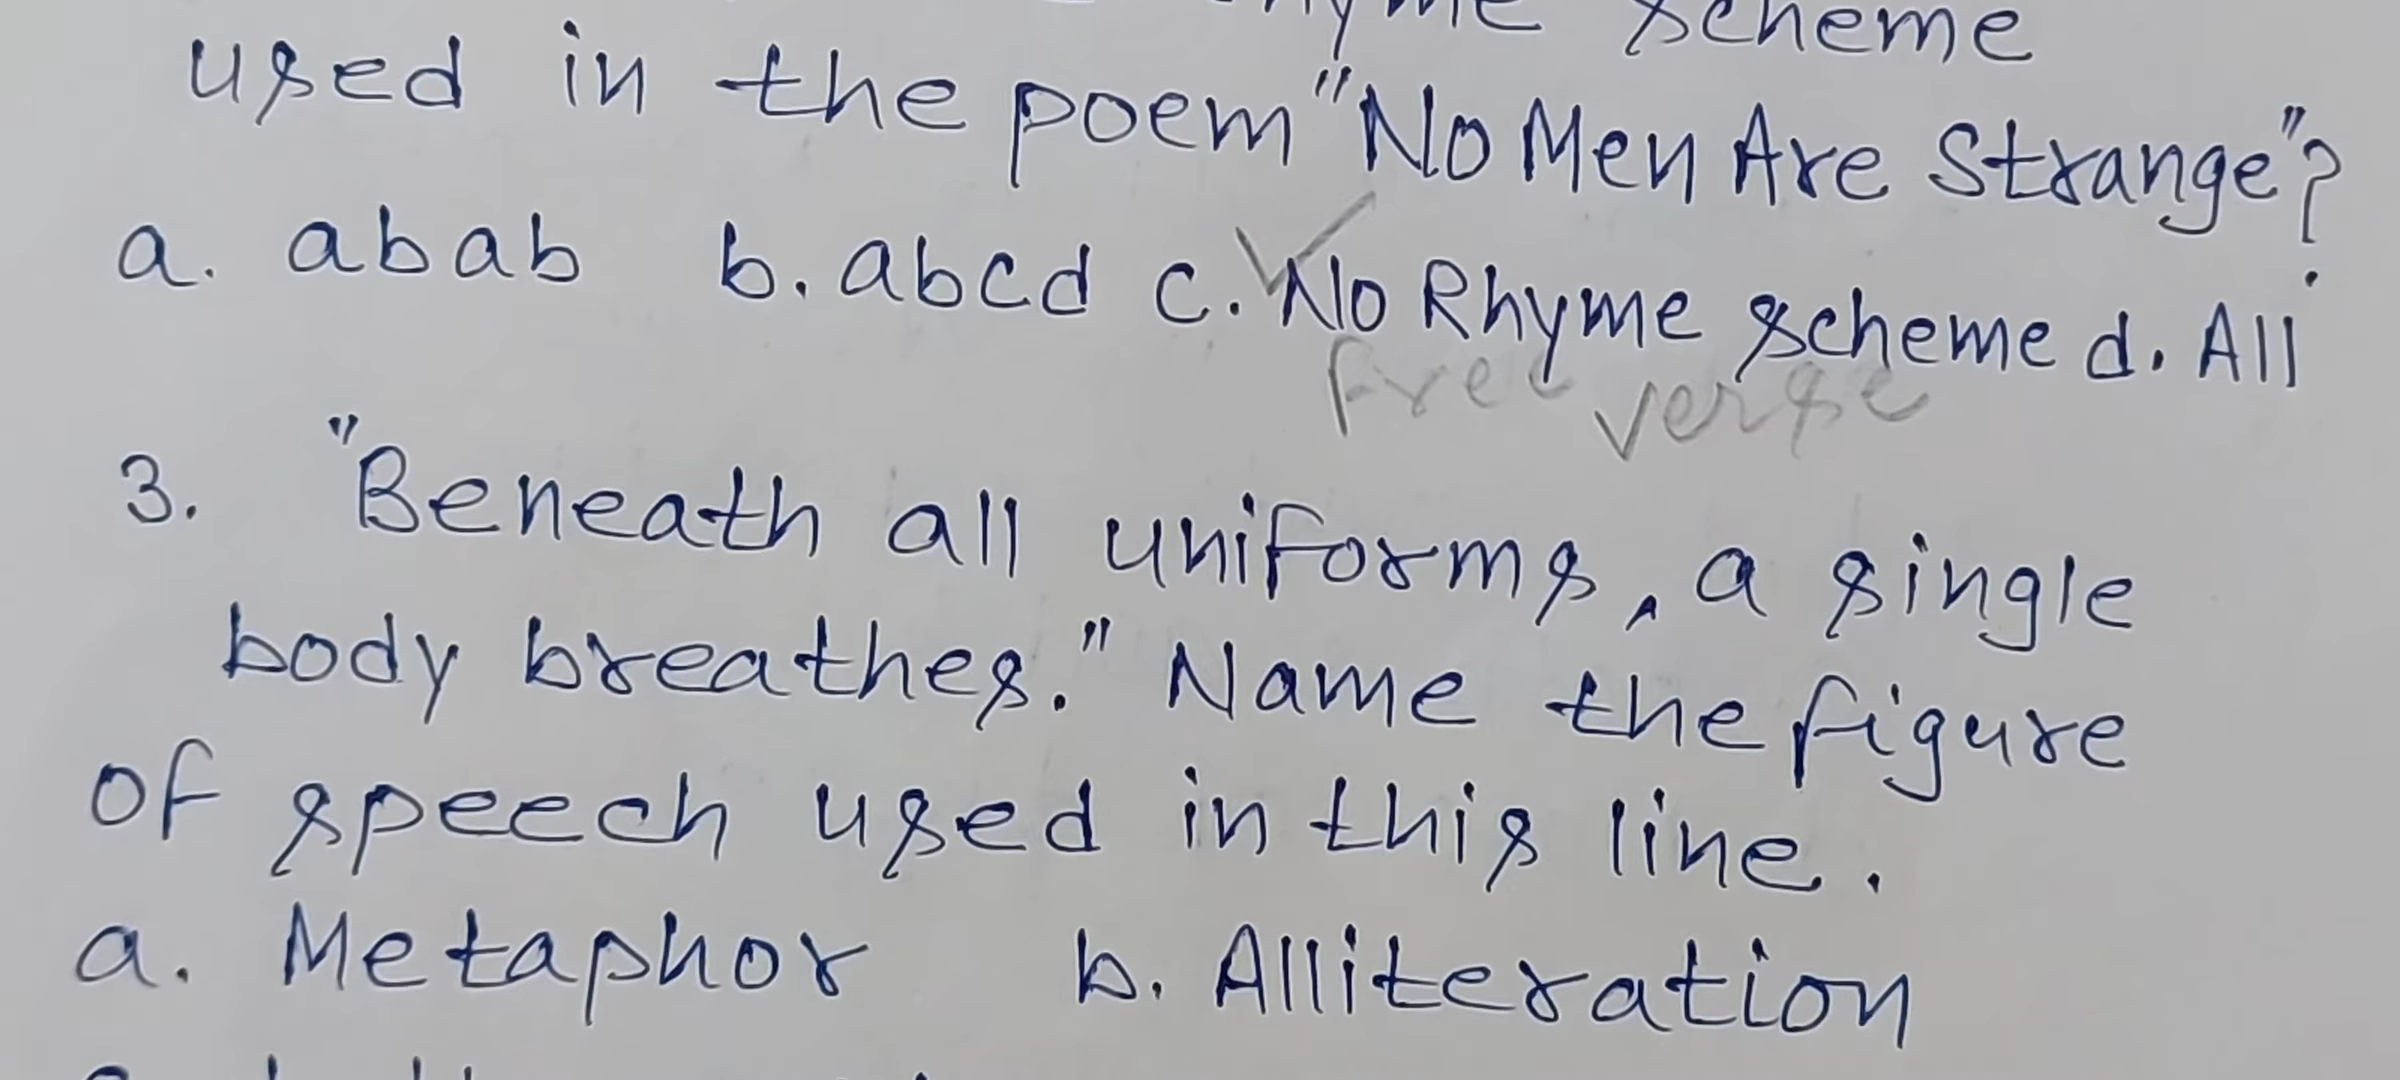 scheme
used in the poem "No Men Are Strange"?
a. abab b. abcd c. No Rhyme scheme d. All
free verse
3. "Beneath all uniforms, a single
body breathes." Name the figure
of speech used in this line.
a. Metaphor b. Alliteration